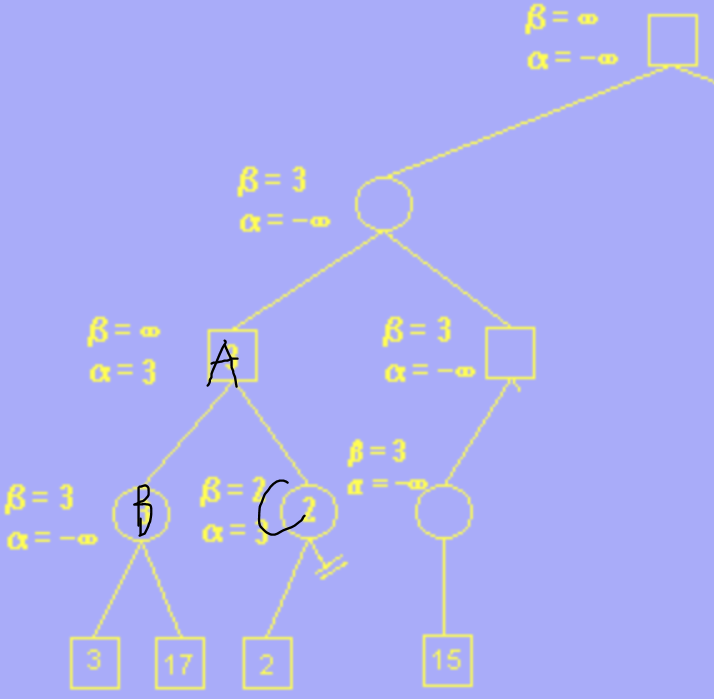 β = ∞
α = -∞
β = 3
α = -∞
β = ∞
α = 3
A
β = 3
α = -∞
β = 3
α = -∞
β = 3
α = -∞
B
β = 2
α = 3
C 2
3
17
2
15